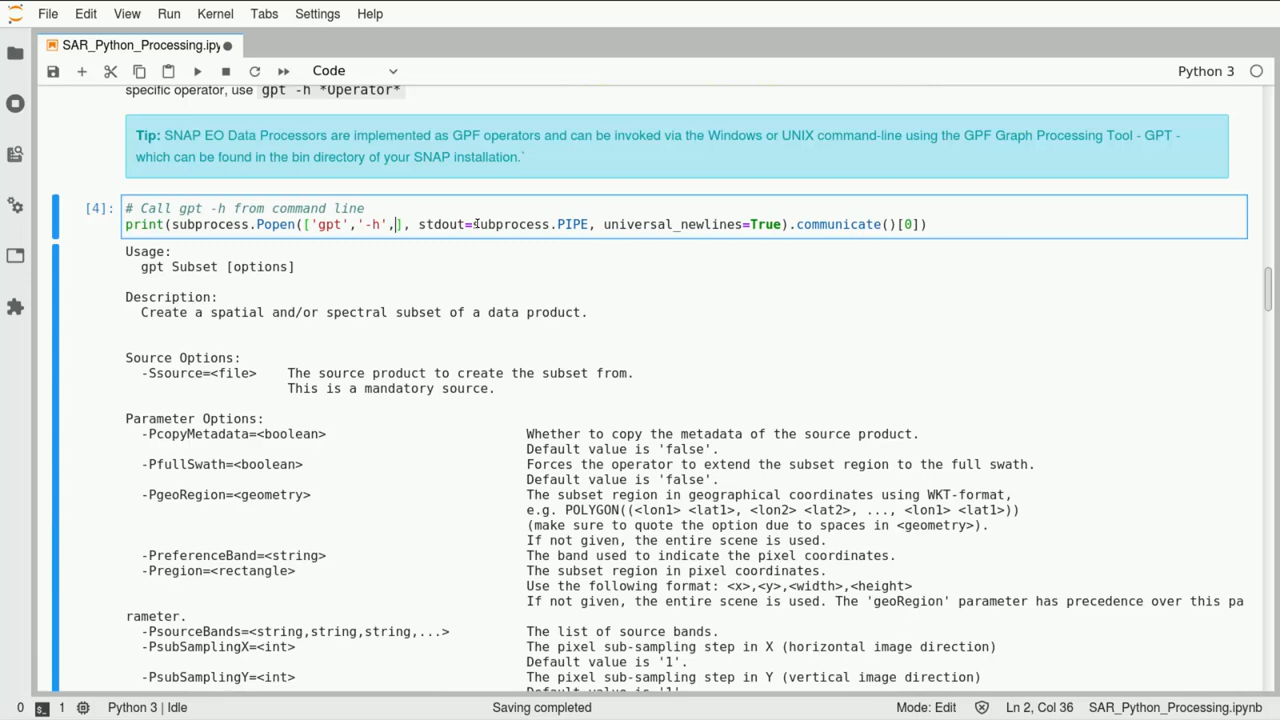 File Edit View Run Kernel Tabs Settings Help
SAR_Python_Processing.ipy
Code
Python 3
specific operator, use gpt -h *Operator*
Tip: SNAP EO Data Processors are implemented as GPF operators and can be invoked via the Windows or UNIX command-line using the GPF Graph Processing Tool - GPT -
which can be found in the bin directory of your SNAP installation.`
[4]: # Call gpt -h from command line
print(subprocess.Popen(['gpt','-h',], stdout=subprocess.PIPE, universal_newlines=True).communicate()[0])
Usage:
gpt Subset [options]
Description:
Create a spatial and/or spectral subset of a data product.
Source Options:
-Ssource=<file> The source product to create the subset from.
This is a mandatory source.
Parameter Options:
-PcopyMetadata=<boolean> Whether to copy the metadata of the source product.
Default value is 'false'.
-PfullSwath=<boolean> Forces the operator to extend the subset region to the full swath.
Default value is 'false'.
-PgeoRegion=<geometry> The subset region in geographical coordinates using WKT-format,
e.g. POLYGON((<lon1> <lat1>, <lon2> <lat2>, ..., <lon1> <lat1>))
(make sure to quote the option due to spaces in <geometry>).
If not given, the entire scene is used.
-PreferenceBand=<string> The band used to indicate the pixel coordinates.
-Pregion=<rectangle> The subset region in pixel coordinates.
Use the following format: <x>,<y>,<width>,<height>
If not given, the entire scene is used. The 'geoRegion' parameter has precedence over this pa
rameter.
-PsourceBands=<string,string,string,...> The list of source bands.
-PsubSamplingX=<int> The pixel sub-sampling step in X (horizontal image direction)
Default value is '1'.
-PsubSamplingY=<int> The pixel sub-sampling step in Y (vertical image direction)
Default value is '1'.
0 1 Python 3 | Idle Saving completed Mode: Edit Ln 2, Col 36 SAR_Python_Processing.ipynb